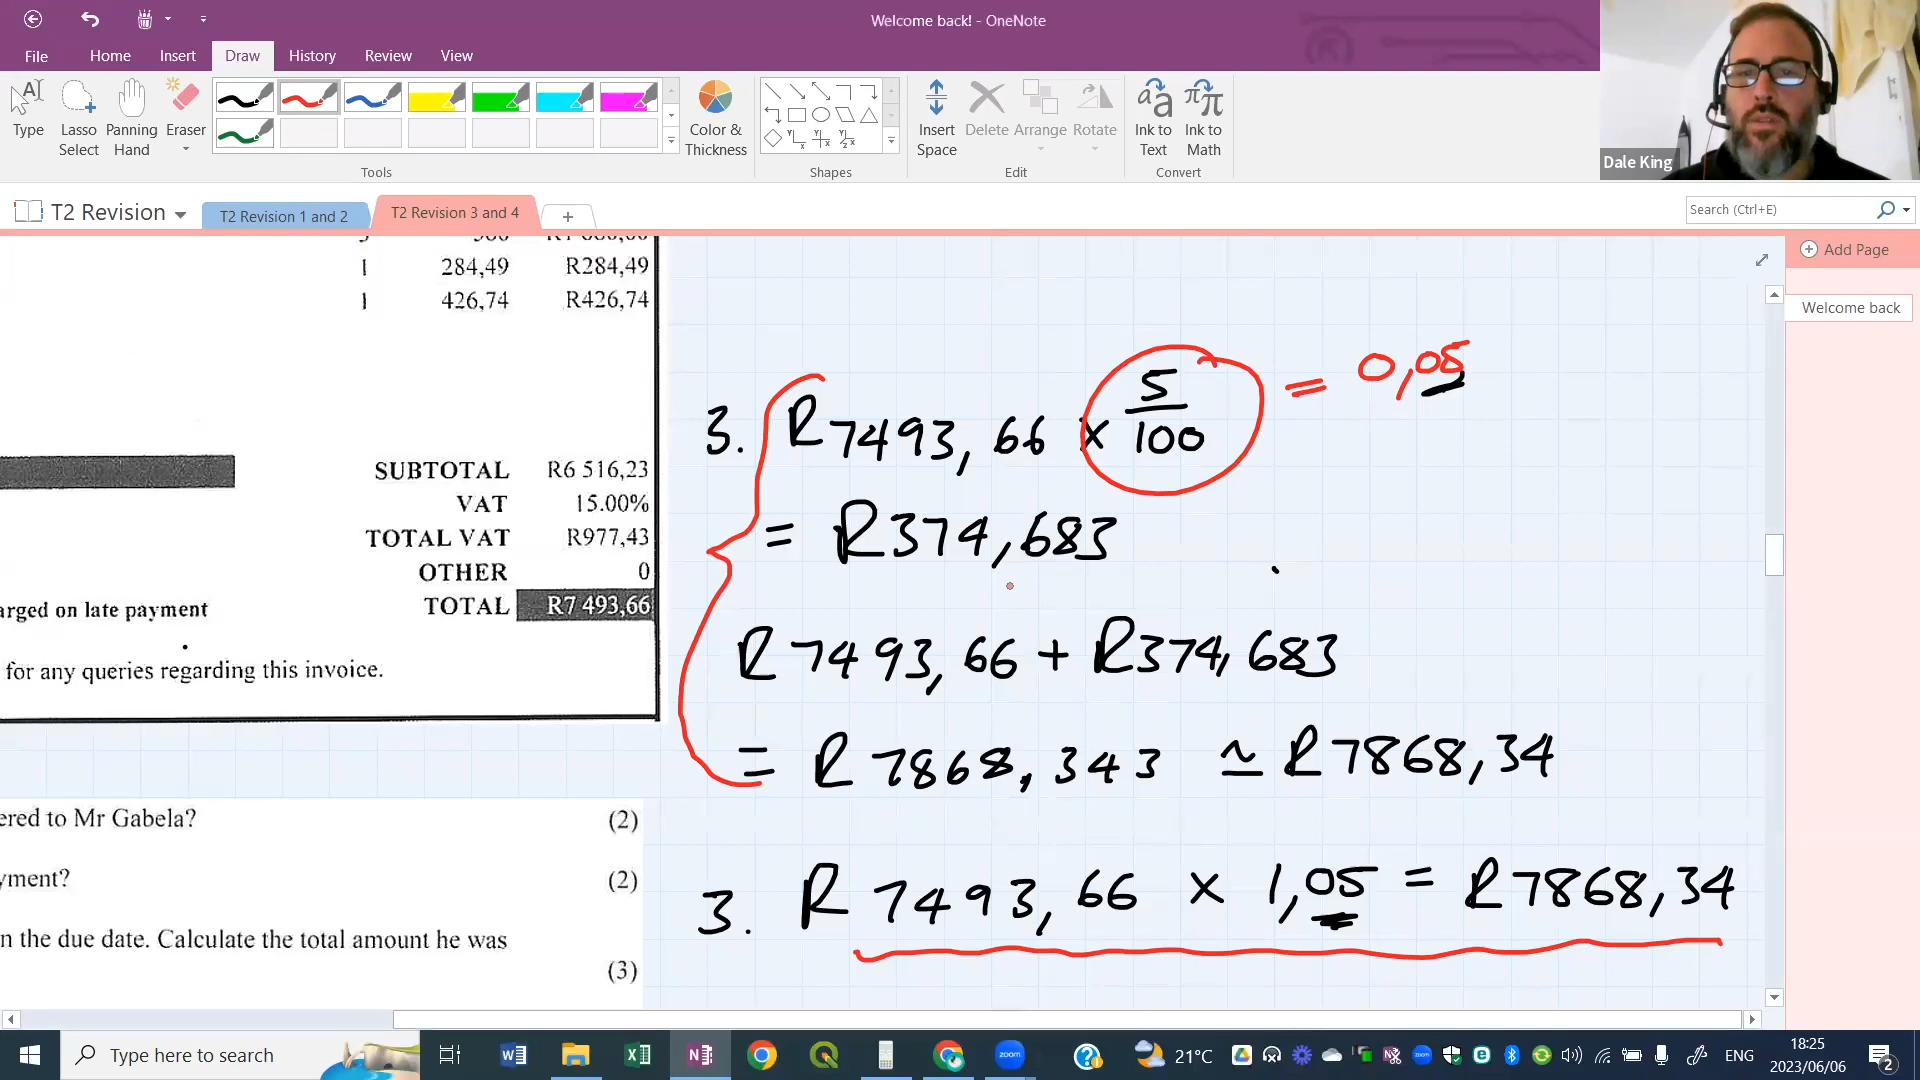 Welcome back! - OneNote
File Home Insert Draw History Review View
Type
Lasso Select
Panning Hand
Eraser
Color & Thickness
Insert Space
Delete Arrange Rotate
Ink to Text
Ink to Math
Tools Shapes Edit Convert
Dale King
T2 Revision
T2 Revision 1 and 2
T2 Revision 3 and 4
Search (Ctrl+E)
Add Page
Welcome back
1 284,49 R284,49
1 426,74 R426,74
SUBTOTAL R6 516,23
VAT 15.00%
TOTAL VAT R977,43
OTHER 0
TOTAL R7 493,66
arged on late payment
for any queries regarding this invoice.
ered to Mr Gabela? (2)
yment? (2)
n the due date. Calculate the total amount he was
(3)
3. R7493,66 × 5/100 = 0,05
= R374,683
R7493,66 + R374,683
= R7868,343 ≃ R7868,34
3. R7493,66 × 1,05 = R7868,34
Type here to search
zoom
21°C
ENG
18:25
2023/06/06
2